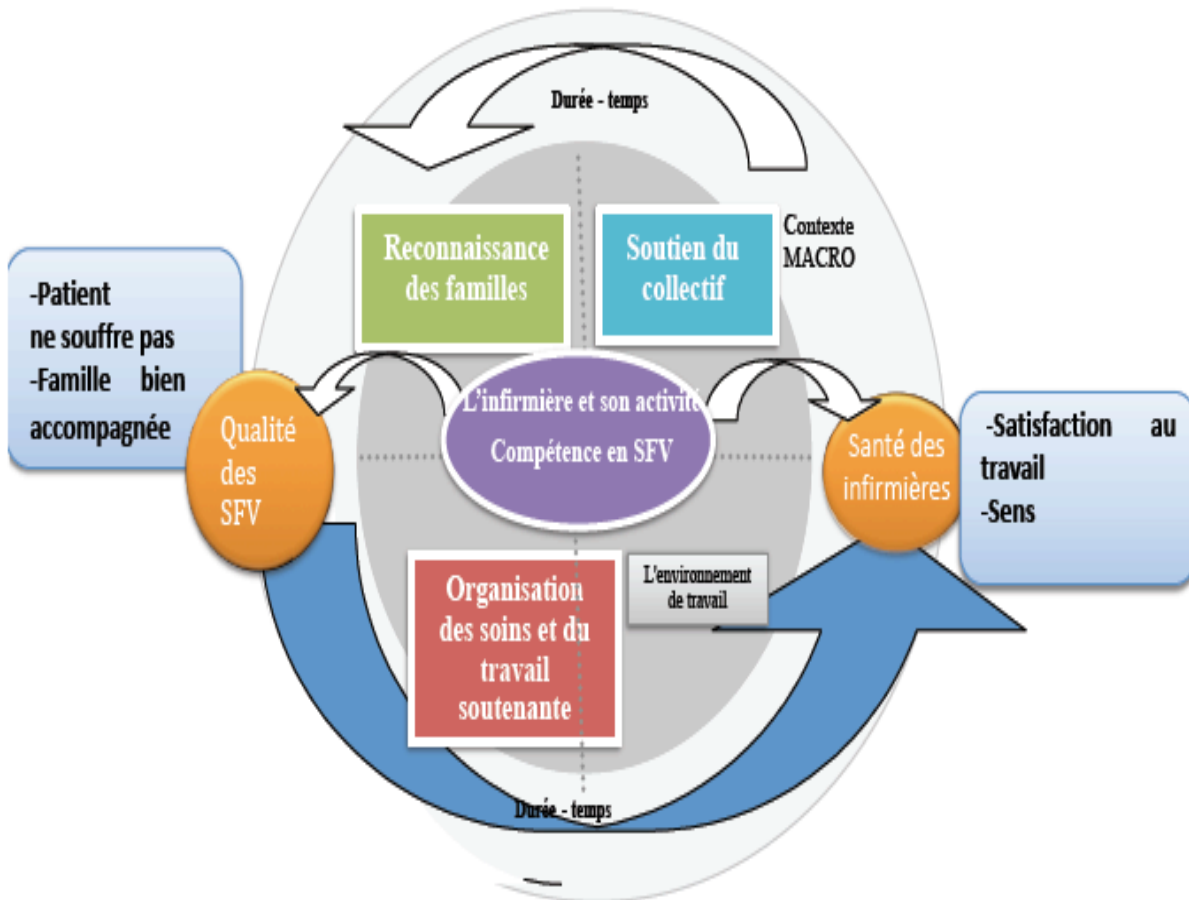 Durée - temps
Reconnaissance
des familles
Soutien du
collectif
Contexte
MACRO
-Patient
ne souffre pas
-Famille bien
accompagnée
Qualité
des
SFV
L'infirmière et son activité
Compétence en SFV
Santé des
infirmières
-Satisfaction au
travail
-Sens
Organisation
des soins et du
travail
soutenante
L'environnement
de travail
Durée - temps